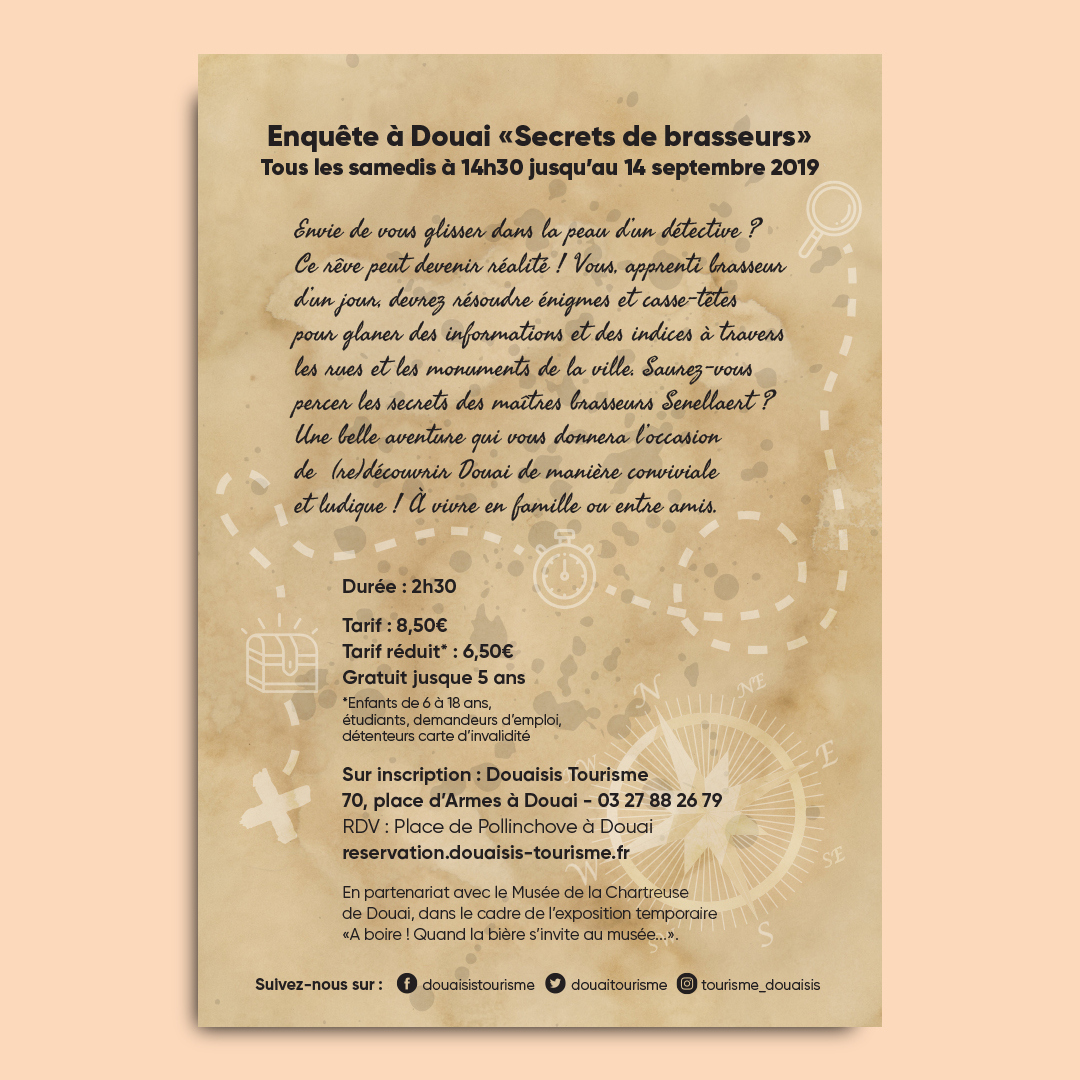 Enquête à Douai «Secrets de brasseurs»
Tous les samedis à 14h30 jusqu’au 14 septembre 2019
Envie de vous glisser dans la peau d’un détective ?
Ce rêve peut devenir réalité ! Vous, apprenti brasseur
d’un jour, devrez résoudre énigmes et casse-têtes
pour glaner des informations et des indices à travers
les rues et les monuments de la ville. Saurez-vous
percer les secrets des maîtres brasseurs Senellaert ?
Une belle aventure qui vous donnera l’occasion
de (re)découvrir Douai de manière conviviale
et ludique ! À vivre en famille ou entre amis.
Durée : 2h30
Tarif : 8,50€
Tarif réduit* : 6,50€
Gratuit jusque 5 ans
*Enfants de 6 à 18 ans,
étudiants, demandeurs d’emploi,
détenteurs carte d’invalidité
N
NE
E
SE
S
SW
W
NW
Sur inscription : Douaisis Tourisme
70, place d’Armes à Douai - 03 27 88 26 79
RDV : Place de Pollinchove à Douai
reservation.douaisis-tourisme.fr
En partenariat avec le Musée de la Chartreuse
de Douai, dans le cadre de l’exposition temporaire
«A boire ! Quand la bière s’invite au musée...».
Suivez-nous sur : douaisistourisme douaitourisme tourisme_douaisis